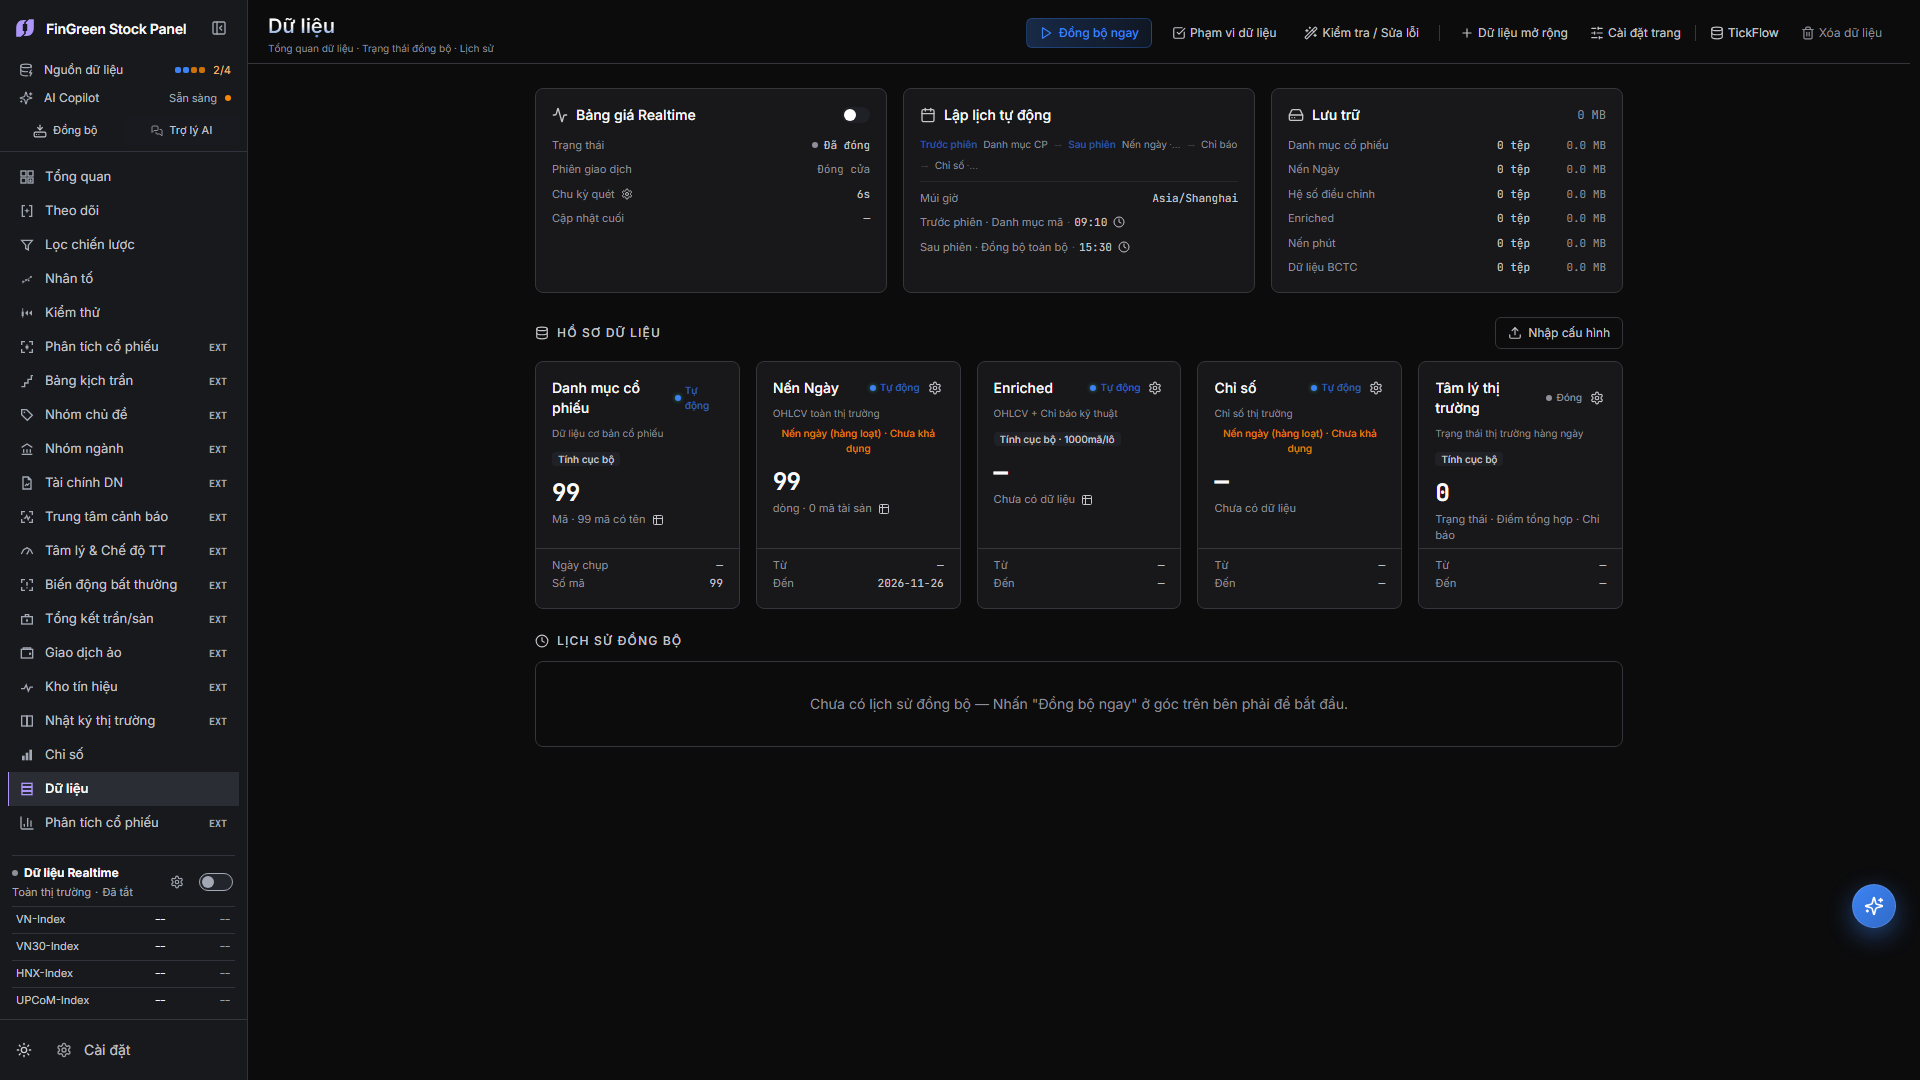 FinGreen Stock Panel
Nguồn dữ liệu 2/4
AI Copilot Sẵn sàng
Đồng bộ Trợ lý AI
Tổng quan
Theo dõi
Lọc chiến lược
Nhân tố
Kiểm thử
Phân tích cổ phiếu EXT
Bảng kịch trần EXT
Nhóm chủ đề EXT
Nhóm ngành EXT
Tài chính DN EXT
Trung tâm cảnh báo EXT
Tâm lý & Chế độ TT EXT
Biến động bất thường EXT
Tổng kết trần/sàn EXT
Giao dịch ảo EXT
Kho tín hiệu EXT
Nhật ký thị trường EXT
Chỉ số
Dữ liệu
Phân tích cổ phiếu EXT
Dữ liệu Realtime
Toàn thị trường · Đã tắt
VN-Index -- --
VN30-Index -- --
HNX-Index -- --
UPCoM-Index -- --
Cài đặt
Dữ liệu
Tổng quan dữ liệu · Trạng thái đồng bộ · Lịch sử
Đồng bộ ngay Phạm vi dữ liệu Kiểm tra / Sửa lỗi Dữ liệu mở rộng Cài đặt trang TickFlow Xóa dữ liệu
Bảng giá Realtime
Trạng thái Đã đóng
Phiên giao dịch Đóng cửa
Chu kỳ quét 6s
Cập nhật cuối —
Lập lịch tự động
Trước phiên Danh mục CP — Sau phiên Nến ngày ·... — Chỉ báo
— Chỉ số ·...
Múi giờ Asia/Shanghai
Trước phiên · Danh mục mã · 09:10
Sau phiên · Đồng bộ toàn bộ · 15:30
Lưu trữ 0 MB
Danh mục cổ phiếu 0 tệp 0.0 MB
Nến Ngày 0 tệp 0.0 MB
Hệ số điều chỉnh 0 tệp 0.0 MB
Enriched 0 tệp 0.0 MB
Nến phút 0 tệp 0.0 MB
Dữ liệu BCTC 0 tệp 0.0 MB
HỒ SƠ DỮ LIỆU
Nhập cấu hình
Danh mục cổ phiếu
Tự động
Dữ liệu cơ bản cổ phiếu
Tính cục bộ
99
Mã · 99 mã có tên
Ngày chụp —
Số mã 99
Nến Ngày Tự động
OHLCV toàn thị trường
Nến ngày (hàng loạt) · Chưa khả
dụng
99
dòng · 0 mã tài sản
Từ —
Đến 2026-11-26
Enriched Tự động
OHLCV + Chỉ báo kỹ thuật
Tính cục bộ · 1000mã/lô
—
Chưa có dữ liệu
Từ —
Đến —
Chỉ số Tự động
Chỉ số thị trường
Nến ngày (hàng loạt) · Chưa khả
dụng
—
Chưa có dữ liệu
Từ —
Đến —
Tâm lý thị
trường
Đóng
Trạng thái thị trường hàng ngày
Tính cục bộ
0
Trạng thái · Điểm tổng hợp · Chỉ
báo
Từ —
Đến —
LỊCH SỬ ĐỒNG BỘ
Chưa có lịch sử đồng bộ — Nhấn "Đồng bộ ngay" ở góc trên bên phải để bắt đầu.